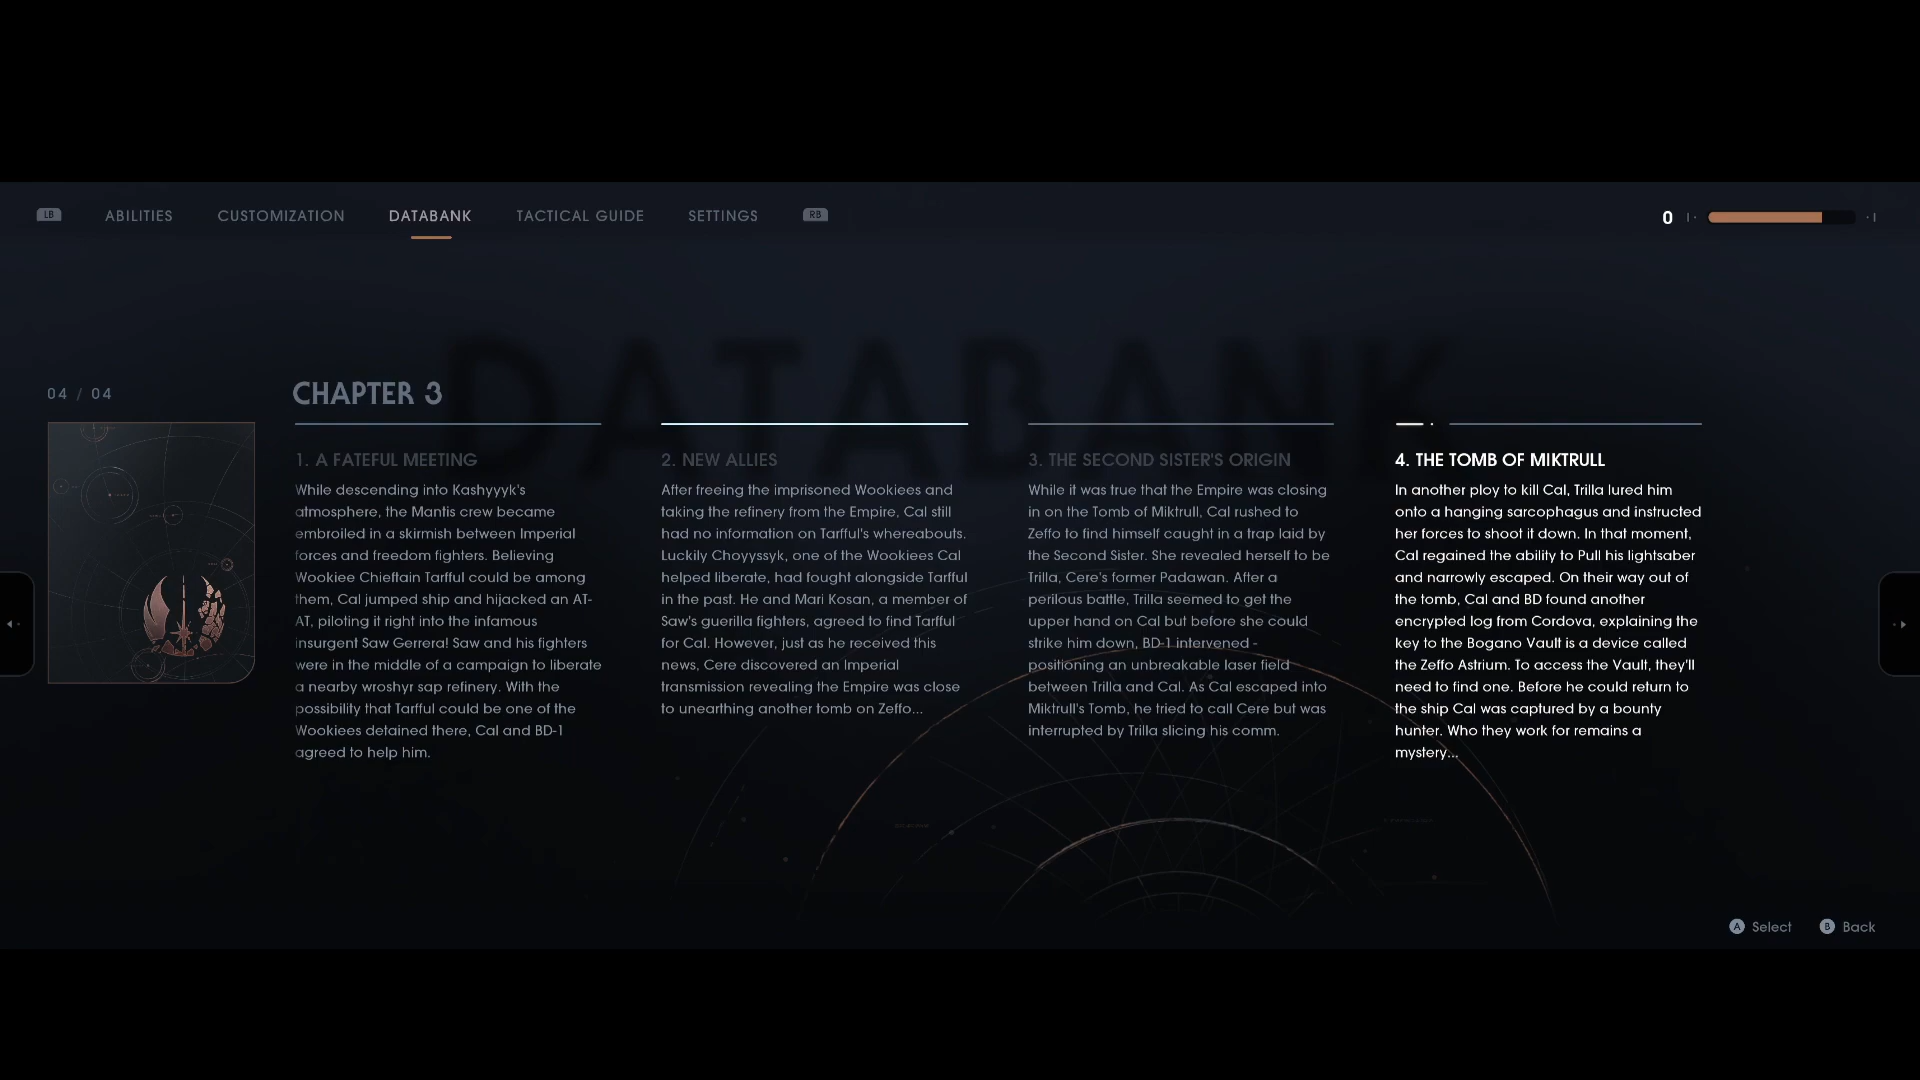 LB
ABILITIES
CUSTOMIZATION
DATABANK
TACTICAL GUIDE
SETTINGS
RB
0
DATABANK
04 / 04
CHAPTER 3
1. A FATEFUL MEETING
While descending into Kashyyyk's
atmosphere, the Mantis crew became
embroiled in a skirmish between Imperial
forces and freedom fighters. Believing
Wookiee Chieftain Tarfful could be among
them, Cal jumped ship and hijacked an AT-
AT, piloting it right into the infamous
insurgent Saw Gerrera! Saw and his fighters
were in the middle of a campaign to liberate
a nearby wroshyr sap refinery. With the
possibility that Tarfful could be one of the
Wookiees detained there, Cal and BD-1
agreed to help him.
2. NEW ALLIES
After freeing the imprisoned Wookiees and
taking the refinery from the Empire, Cal still
had no information on Tarfful's whereabouts.
Luckily Choyyssyk, one of the Wookiees Cal
helped liberate, had fought alongside Tarfful
in the past. He and Mari Kosan, a member of
Saw's guerilla fighters, agreed to find Tarfful
for Cal. However, just as he received this
news, Cere discovered an Imperial
transmission revealing the Empire was close
to unearthing another tomb on Zeffo...
3. THE SECOND SISTER'S ORIGIN
While it was true that the Empire was closing
in on the Tomb of Miktrull, Cal rushed to
Zeffo to find himself caught in a trap laid by
the Second Sister. She revealed herself to be
Trilla, Cere's former Padawan. After a
perilous battle, Trilla seemed to get the
upper hand on Cal but before she could
strike him down, BD-1 intervened -
positioning an unbreakable laser field
between Trilla and Cal. As Cal escaped into
Miktrull's Tomb, he tried to call Cere but was
interrupted by Trilla slicing his comm.
4. THE TOMB OF MIKTRULL
In another ploy to kill Cal, Trilla lured him
onto a hanging sarcophagus and instructed
her forces to shoot it down. In that moment,
Cal regained the ability to Pull his lightsaber
and narrowly escaped. On their way out of
the tomb, Cal and BD found another
encrypted log from Cordova, explaining the
key to the Bogano Vault is a device called
the Zeffo Astrium. To access the Vault, they'll
need to find one. Before he could return to
the ship Cal was captured by a bounty
hunter. Who they work for remains a
mystery...
A Select
B Back